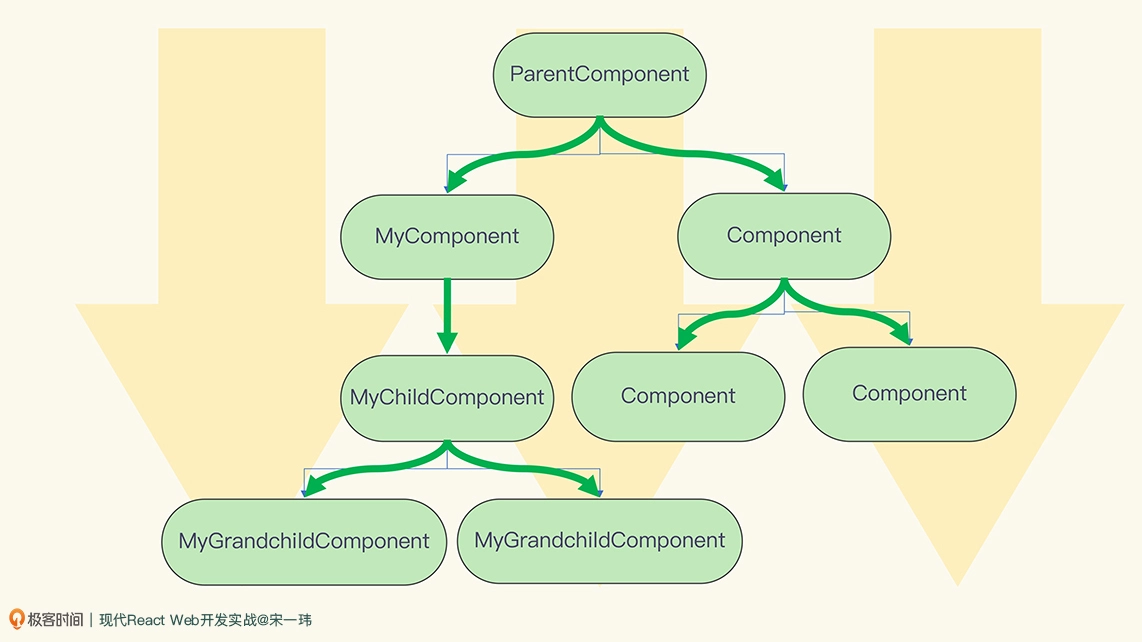 ParentComponent
MyComponent
Component
MyChildComponent
Component
Component
MyGrandchildComponent
MyGrandchildComponent
极客时间 | 现代React Web开发实战@宋一玮